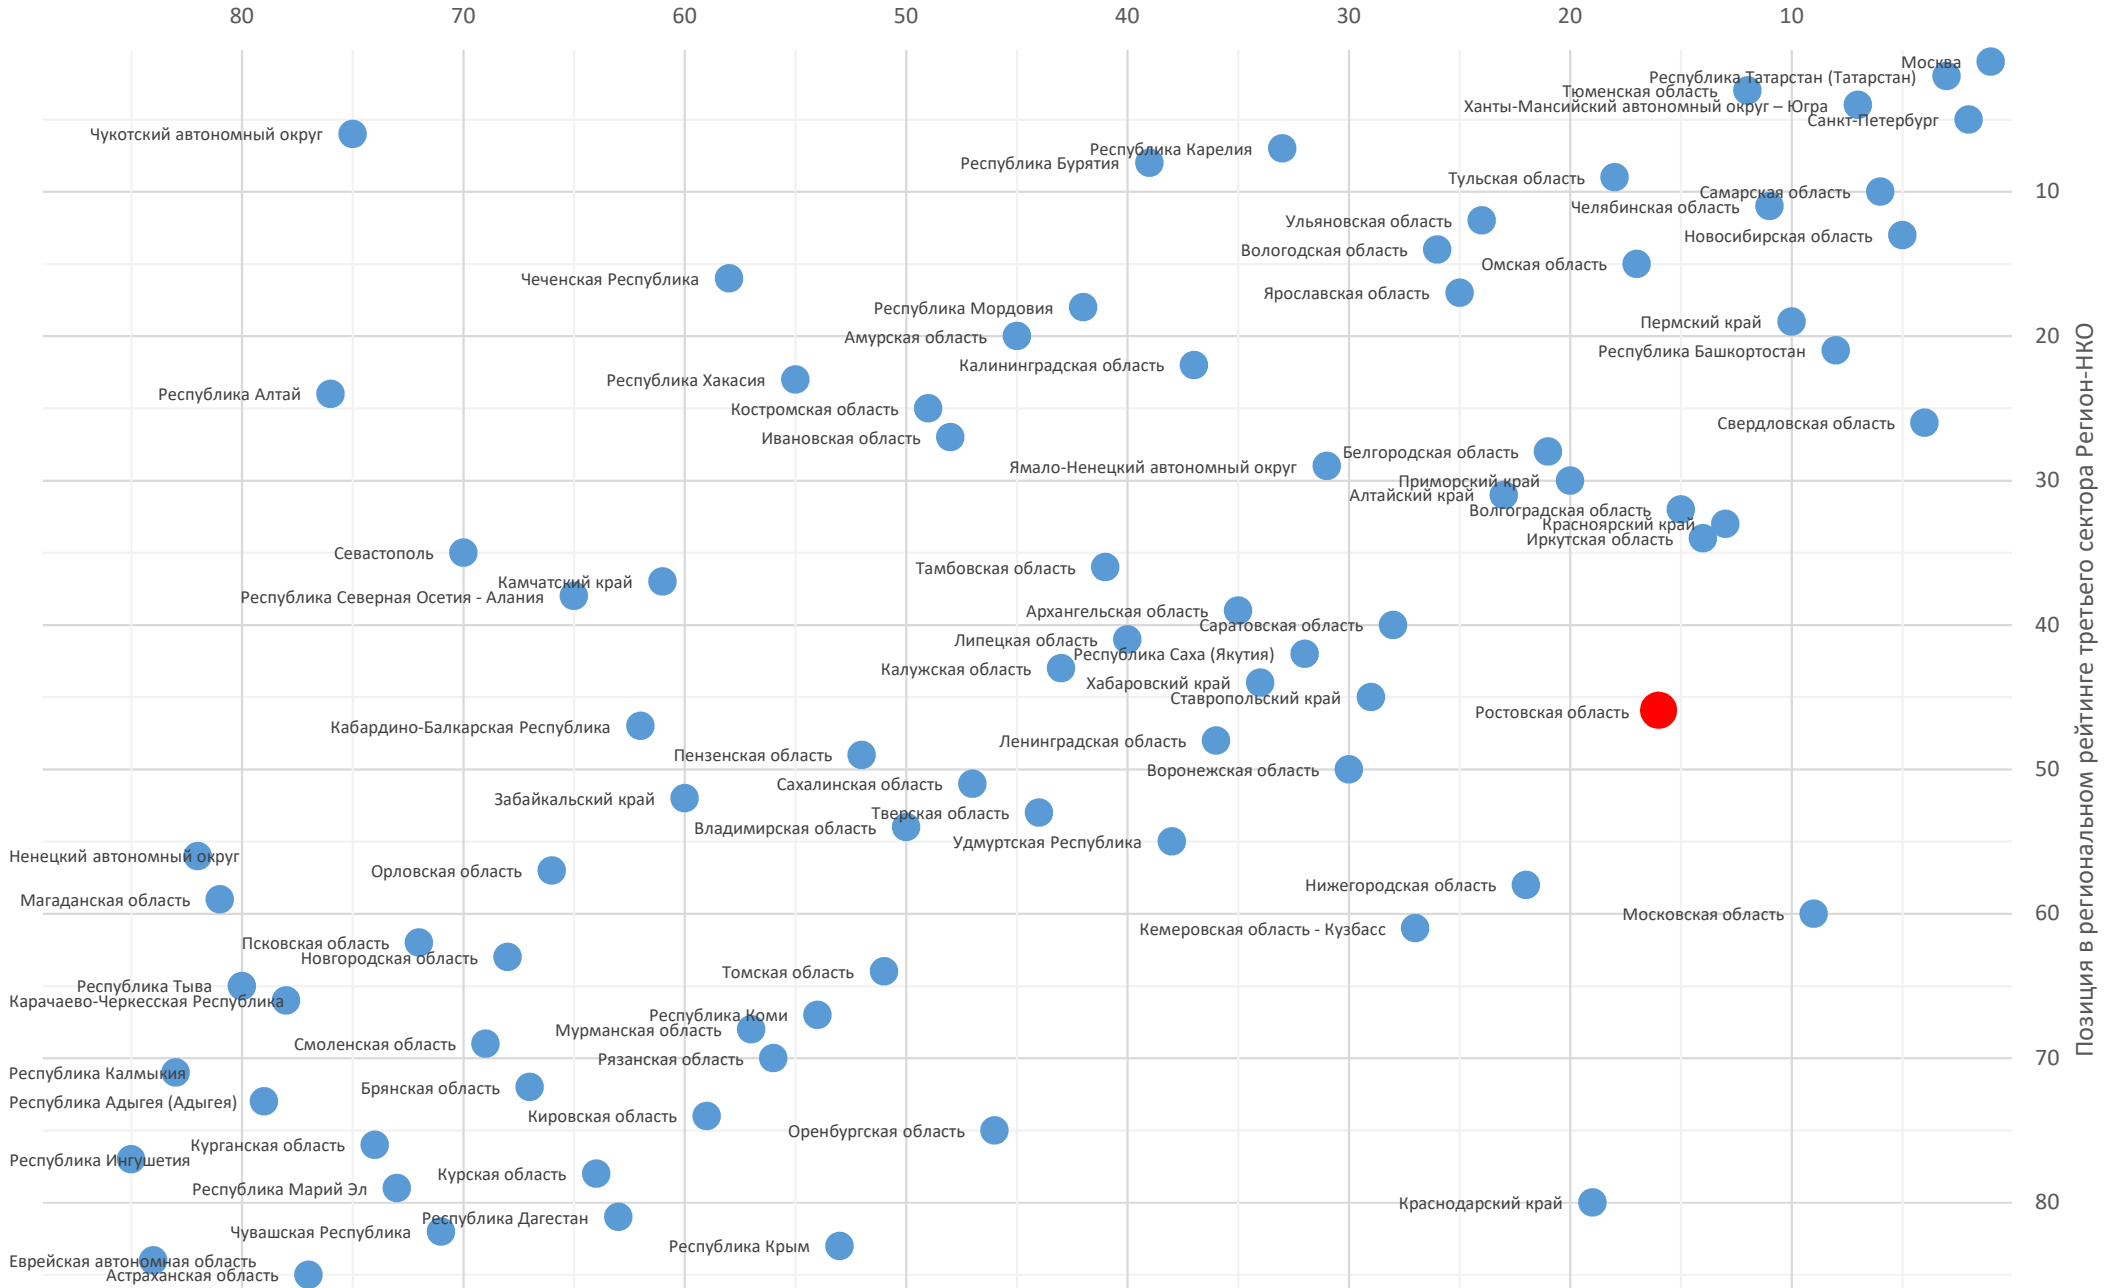 80 70 60 50 40 30 20 10
Москва
Республика Татарстан (Татарстан)
Тюменская область
Ханты-Мансийский автономный округ – Югра
Санкт-Петербург
Чукотский автономный округ
Республика Карелия
Республика Бурятия
Тульская область
Самарская область
10
Челябинская область
Ульяновская область
Новосибирская область
Вологодская область
Омская область
Чеченская Республика
Ярославская область
Республика Мордовия
Пермский край
Амурская область
20
Республика Башкортостан
Калининградская область
Республика Хакасия
Республика Алтай
Костромская область
Свердловская область
Ивановская область
Белгородская область
Ямало-Ненецкий автономный округ
Приморский край
30
Алтайский край
Волгоградская область
Красноярский край
Иркутская область
Севастополь
Тамбовская область
Камчатский край
Республика Северная Осетия - Алания
Архангельская область
Саратовская область
40
Липецкая область
Республика Саха (Якутия)
Калужская область
Хабаровский край
Ставропольский край
Ростовская область
Кабардино-Балкарская Республика
Ленинградская область
Пензенская область
Воронежская область
50
Сахалинская область
Забайкальский край
Тверская область
Владимирская область
Удмуртская Республика
Ненецкий автономный округ
Орловская область
Нижегородская область
Магаданская область
Московская область
60
Кемеровская область - Кузбасс
Псковская область
Новгородская область
Томская область
Республика Тыва
Карачаево-Черкесская Республика
Республика Коми
Мурманская область
Смоленская область
Рязанская область
70
Республика Калмыкия
Брянская область
Республика Адыгея (Адыгея)
Кировская область
Оренбургская область
Курганская область
Республика Ингушетия
Курская область
Республика Марий Эл
Краснодарский край
80
Республика Дагестан
Чувашская Республика
Республика Крым
Еврейская автономная область
Астраханская область
Позиция в региональном рейтинге третьего сектора Регион-НКО